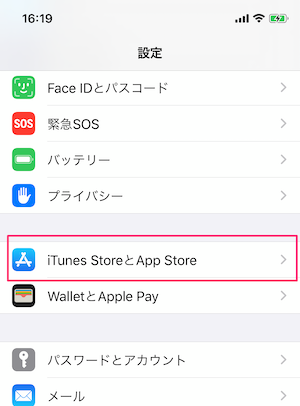 16:19
設定
Face IDとパスコード
SOS 緊急SOS
バッテリー
プライバシー
iTunes StoreとApp Store
WalletとApple Pay
パスワードとアカウント
メール